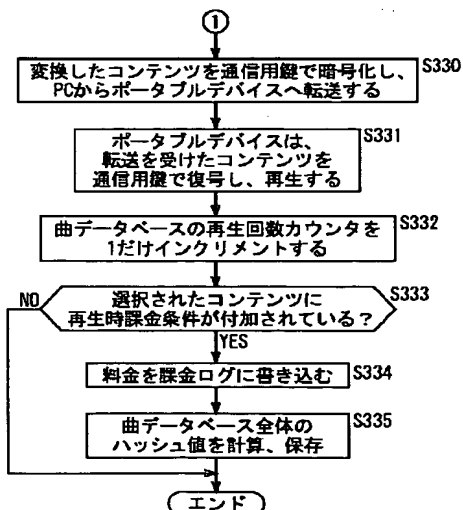 1
変換したコンテンツを通信用鍵で暗号化し、
PCからポータブルデバイスへ転送する
S330
ポータブルデバイスは、
転送を受けたコンテンツを
通信用鍵で復号し、再生する
S331
曲データベースの再生回数カウンタを
1だけインクリメントする
S332
選択されたコンテンツに
再生時課金条件が付加されている？
S333
NO
YES
料金を課金ログに書き込む
S334
曲データベース全体の
ハッシュ値を計算、保存
S335
エンド